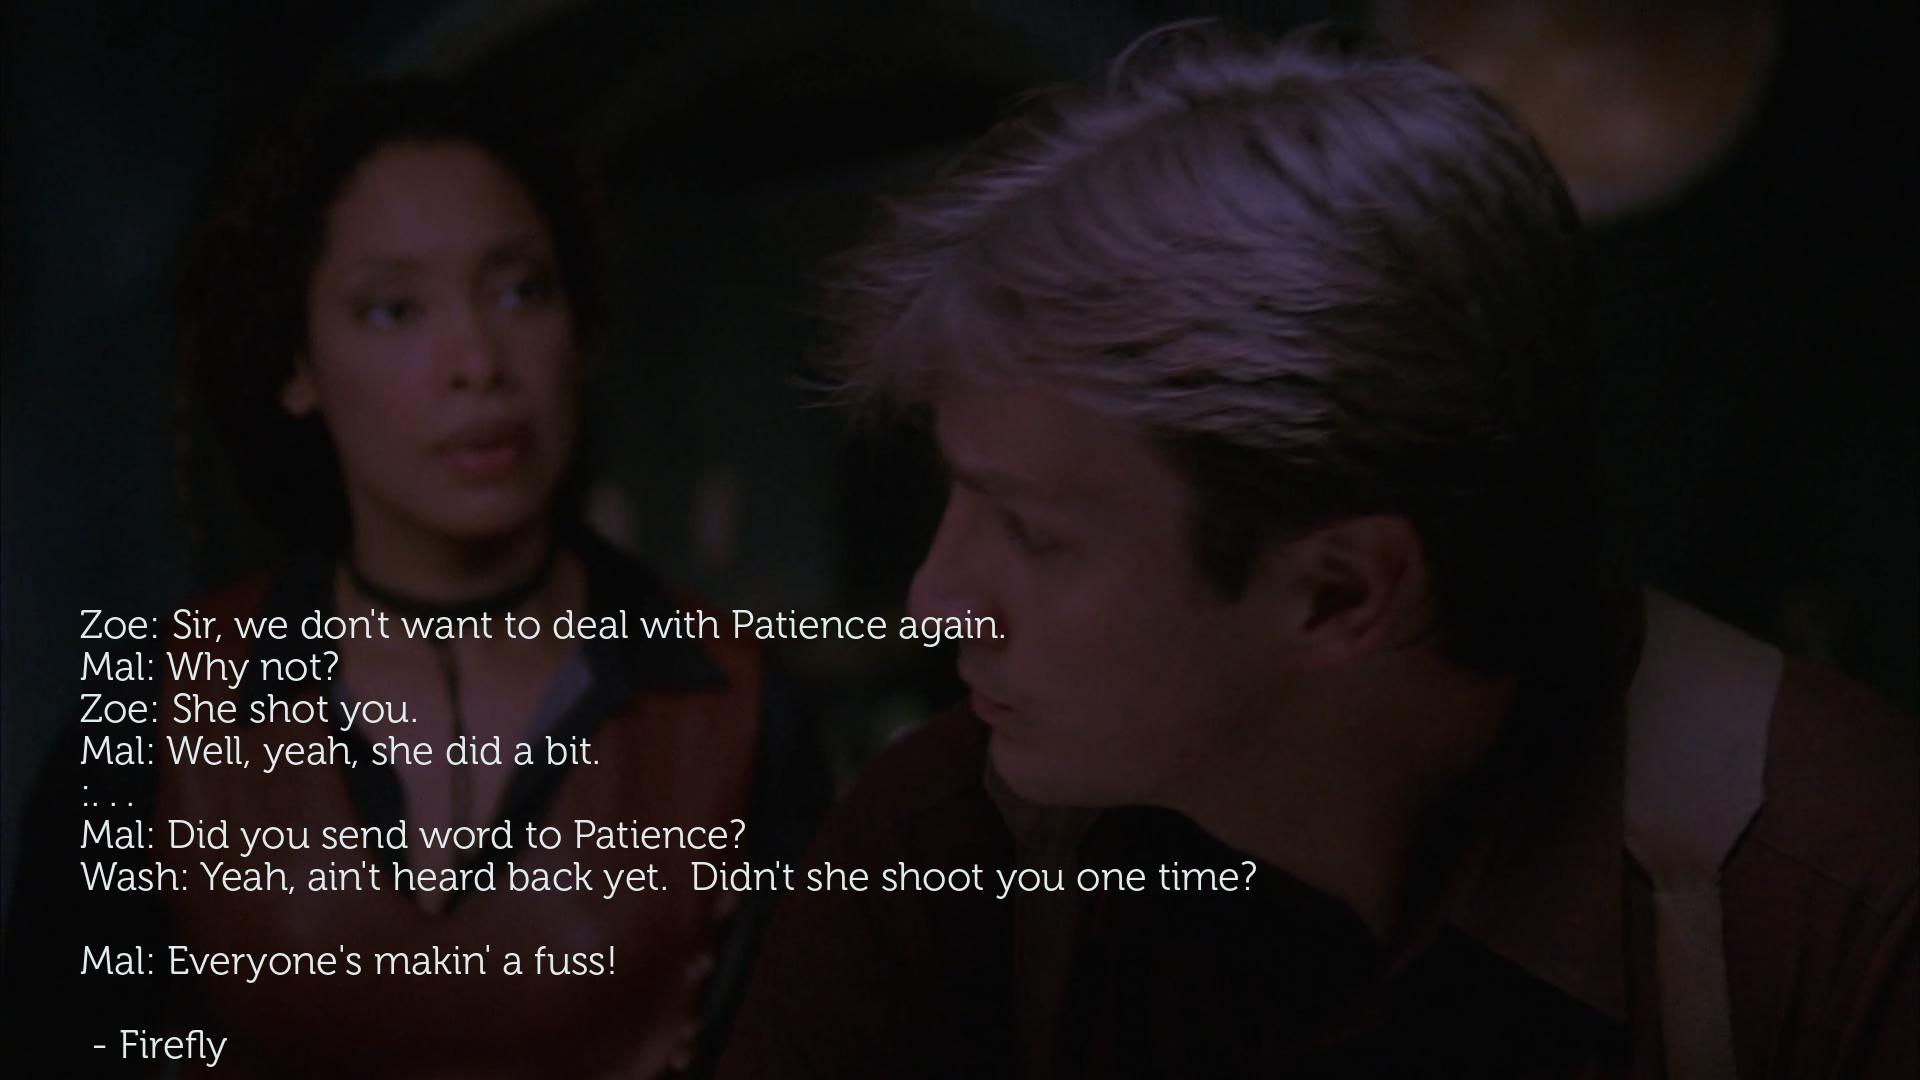 Zoe: Sir, we don't want to deal with Patience again.
Mal: Why not?
Zoe: She shot you.
Mal: Well, yeah, she did a bit.
:. . .
Mal: Did you send word to Patience?
Wash: Yeah, ain't heard back yet.  Didn't she shoot you one time?
Mal: Everyone's makin' a fuss!
- Firefly